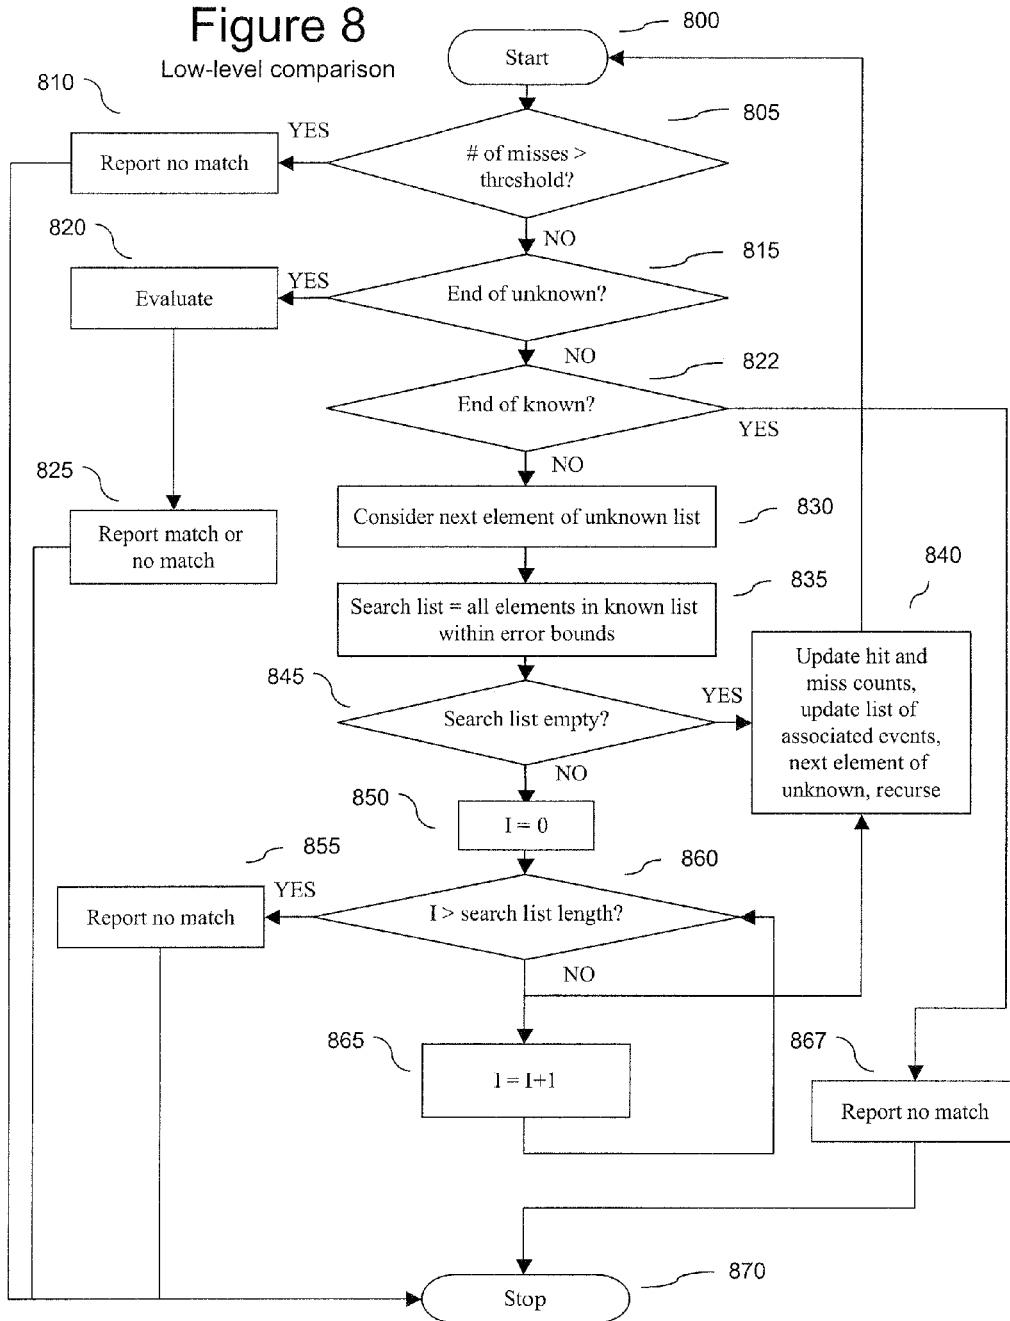 Figure 8
Low-level comparison
800
Start
810
805
YES
Report no match
# of misses >
threshold?
820
NO
815
YES
Evaluate
End of unknown?
NO
822
End of known?
YES
825
NO
Report match or
no match
Consider next element of unknown list
830
840
835
Search list = all elements in known list
within error bounds
Update hit and
miss counts,
update list of
associated events,
next element of
unknown, recurse
845
YES
Search list empty?
NO
850
I = 0
855
860
YES
Report no match
I > search list length?
NO
865
I = I+1
867
Report no match
870
Stop